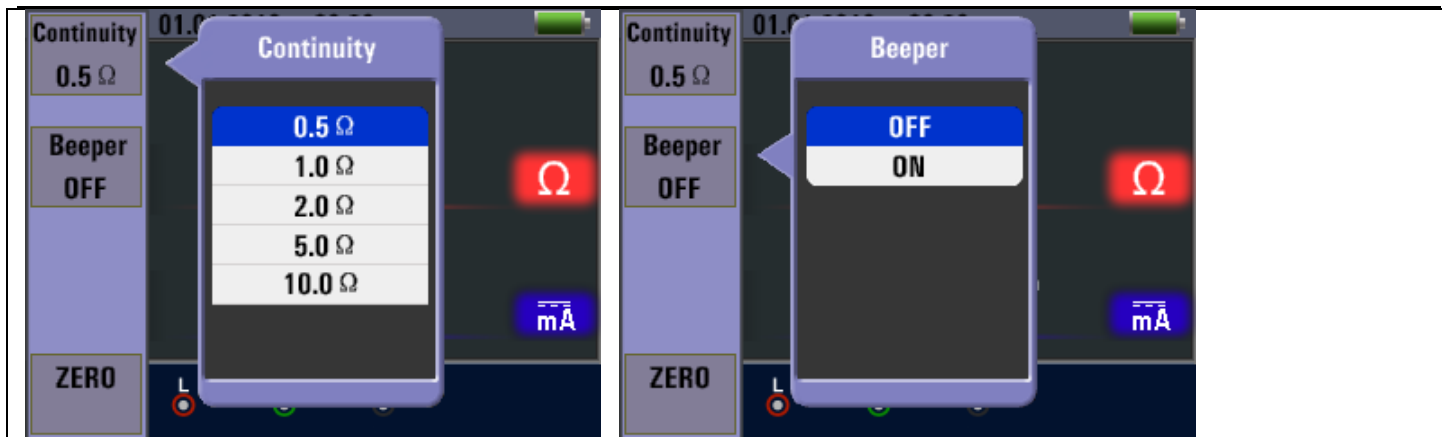 Continuity
0.5 Ω
Beeper
OFF
ZERO
Continuity
0.5 Ω
1.0 Ω
2.0 Ω
5.0 Ω
10.0 Ω
Ω
mA
L
Continuity
0.5 Ω
Beeper
OFF
ZERO
Beeper
OFF
ON
Ω
mA
L